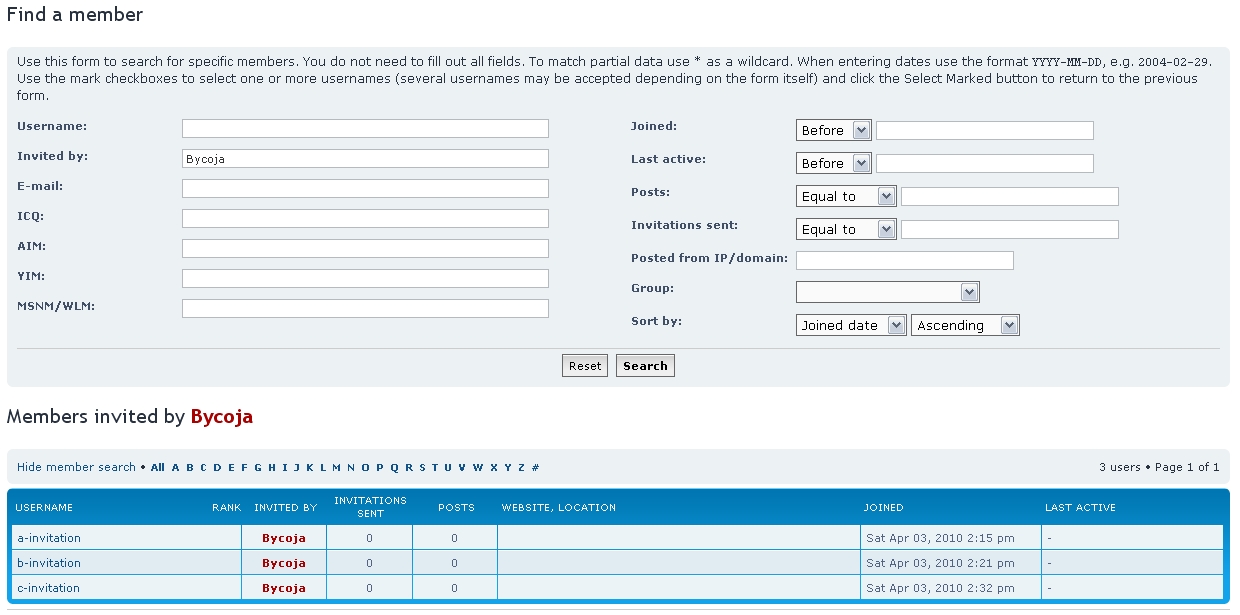 Find a member
Use this form to search for specific members. You do not need to fill out all fields. To match partial data use * as a wildcard. When entering dates use the format YYYY-MM-DD, e.g. 2004-02-29.
Use the mark checkboxes to select one or more usernames (several usernames may be accepted depending on the form itself) and click the Select Marked button to return to the previous
form.
Username:
Invited by: Bycoja
E-mail:
ICQ:
AIM:
YIM:
MSNM/WLM:
Joined: Before
Last active: Before
Posts: Equal to
Invitations sent: Equal to
Posted from IP/domain:
Group:
Sort by: Joined date Ascending
Reset Search
Members invited by Bycoja
Hide member search • All A B C D E F G H I J K L M N O P Q R S T U V W X Y Z # 3 users • Page 1 of 1
USERNAME RANK INVITED BY INVITATIONS SENT POSTS WEBSITE, LOCATION JOINED LAST ACTIVE
a-invitation Bycoja 0 0 Sat Apr 03, 2010 2:15 pm -
b-invitation Bycoja 0 0 Sat Apr 03, 2010 2:21 pm -
c-invitation Bycoja 0 0 Sat Apr 03, 2010 2:32 pm -